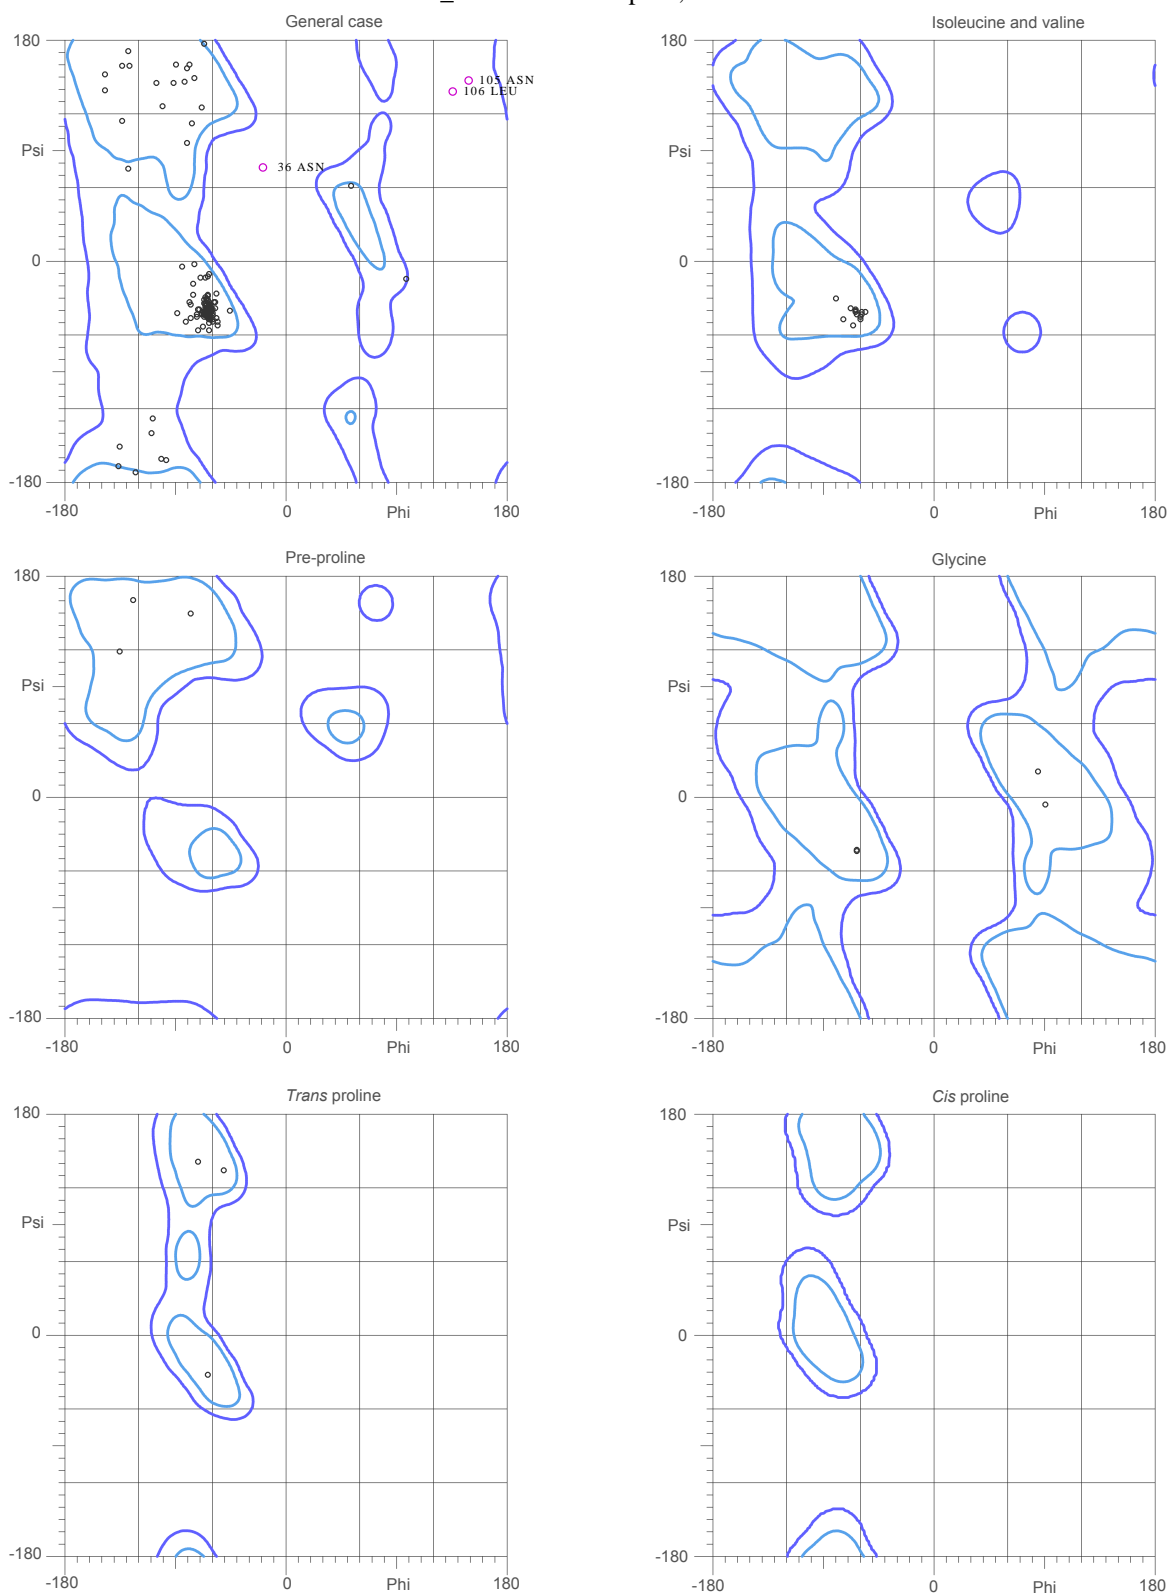 General case
Isoleucine and valine
180
180
105 ASN
106 LEU
Psi
Psi
36 ASN
0
0
-180
-180
-180
0
Phi
180
-180
0
Phi
180
Pre-proline
Glycine
180
180
Psi
Psi
0
0
-180
-180
-180
0
Phi
180
-180
0
Phi
180
Trans proline
Cis proline
180
180
Psi
Psi
0
0
-180
-180
-180
0
Phi
180
-180
0
Phi
180